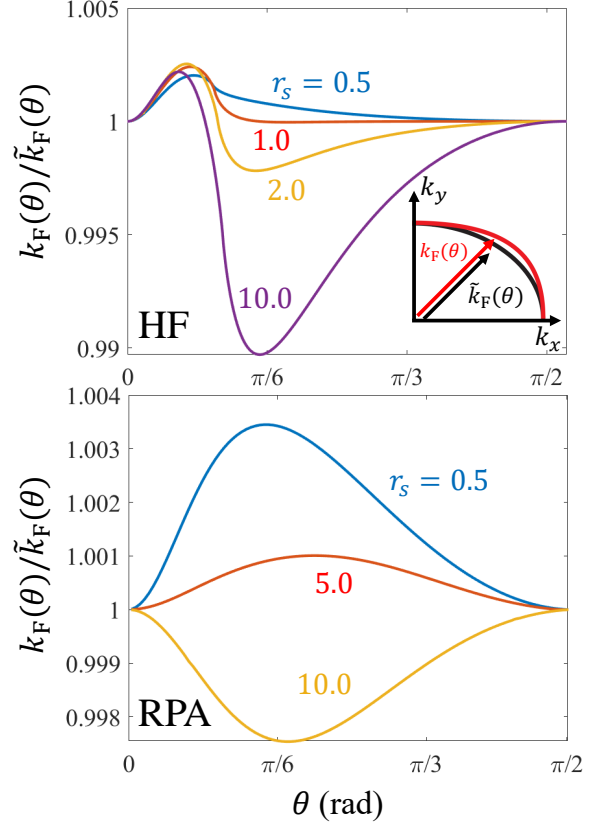 1.005
1
0.995
0.99
k_F(θ)/k̃_F(θ)
r_s = 0.5
1.0
2.0
10.0
HF
k_y
k_F(θ)
k̃_F(θ)
k_x
0 π/6 π/3 π/2
1.004
1.003
1.002
1.001
1
0.999
0.998
k_F(θ)/k̃_F(θ)
r_s = 0.5
5.0
10.0
RPA
0 π/6 π/3 π/2
θ (rad)